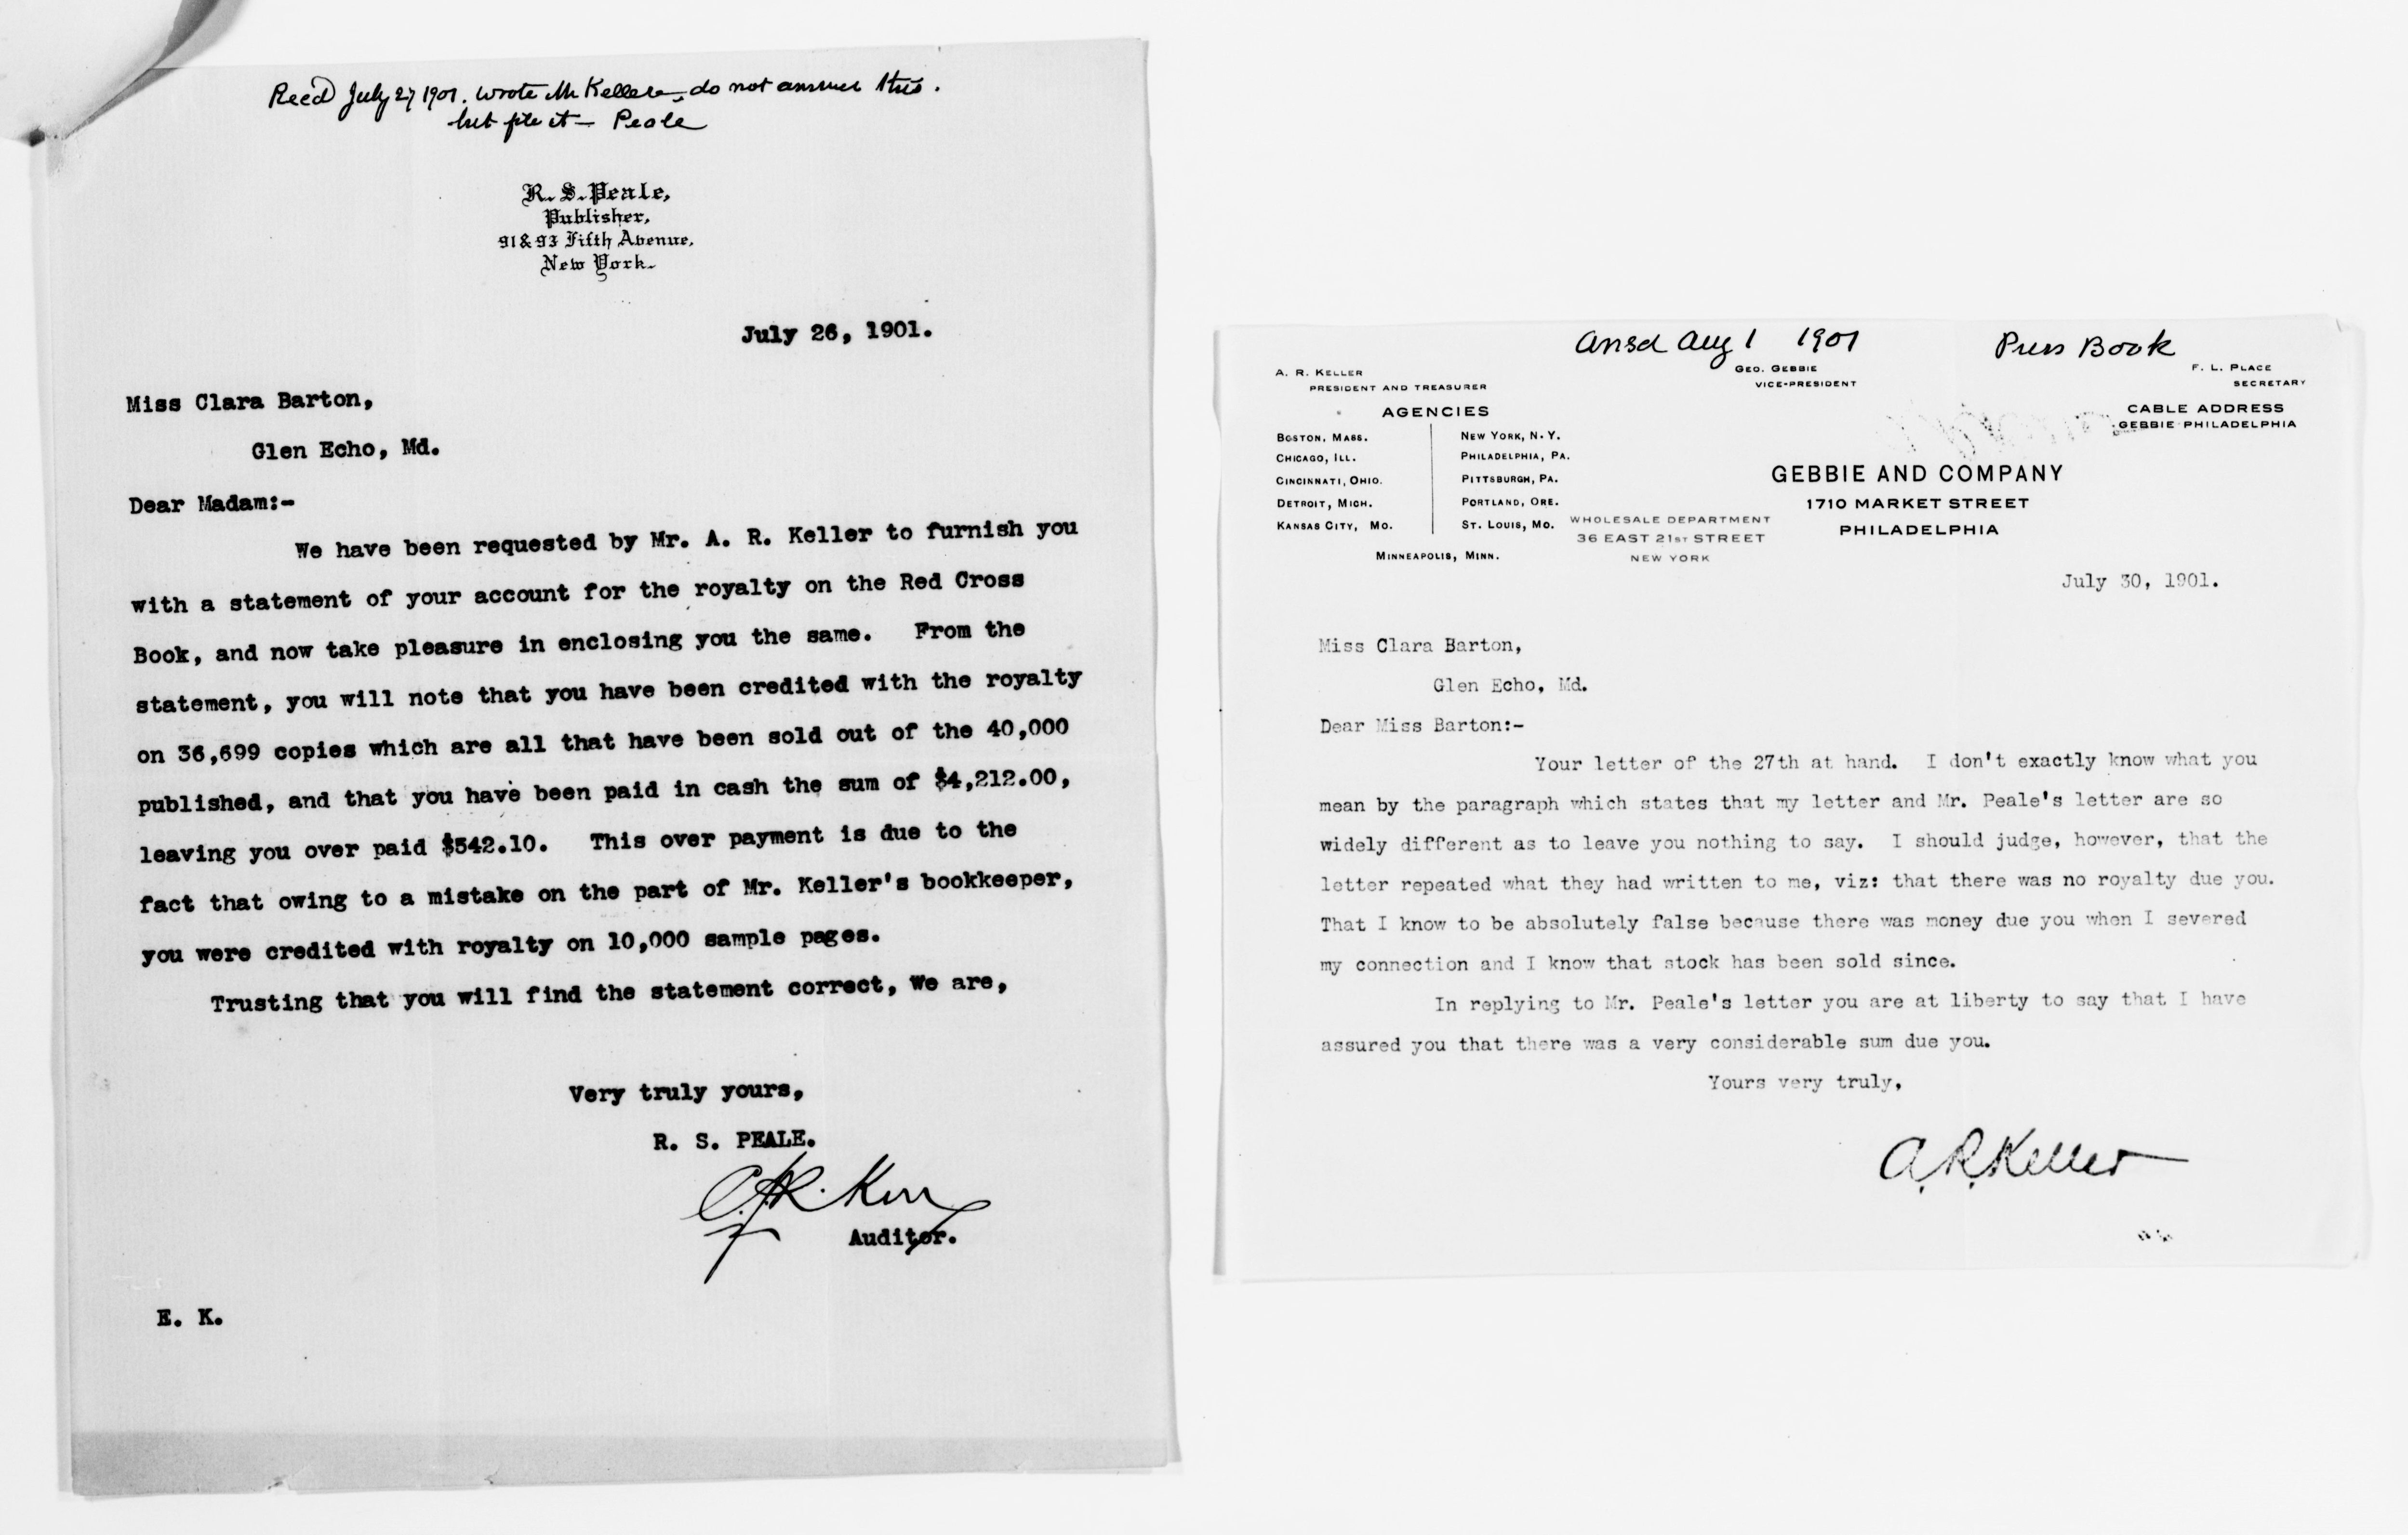 Recd July 27 1901. wrote Mr Keller - do not answer this.
but file it - Peale
R. S. Peale,
Publisher,
91 & 93 Fifth Avenue,
New York.
July 26, 1901.
Miss Clara Barton,
Glen Echo, Md.
Dear Madam:-
We have been requested by Mr. A. R. Keller to furnish you
with a statement of your account for the royalty on the Red Cross
Book, and now take pleasure in enclosing you the same. From the
statement, you will note that you have been credited with the royalty
on 36,699 copies which are all that have been sold out of the 40,000
published, and that you have been paid in cash the sum of $4,212.00,
leaving you over paid $542.10. This over payment is due to the
fact that owing to a mistake on the part of Mr. Keller's bookkeeper,
you were credited with royalty on 10,000 sample pages.
Trusting that you will find the statement correct, We are,
Very truly yours,
R. S. PEALE.
Kerr
Auditor.
E. K.
ansd Aug 1 1901 Press Book
A. R. KELLER
PRESIDENT AND TREASURER
GEO. GEBBIE
VICE-PRESIDENT
F. L. PLACE
SECRETARY
AGENCIES
BOSTON, MASS. NEW YORK, N. Y.
CHICAGO, ILL. PHILADELPHIA, PA.
CINCINNATI, OHIO. PITTSBURGH, PA.
DETROIT, MICH. PORTLAND, ORE.
KANSAS CITY, MO. ST. LOUIS, MO.
MINNEAPOLIS, MINN.
WHOLESALE DEPARTMENT
36 EAST 21ST STREET
NEW YORK
CABLE ADDRESS
GEBBIE PHILADELPHIA
GEBBIE AND COMPANY
1710 MARKET STREET
PHILADELPHIA
July 30, 1901.
Miss Clara Barton,
Glen Echo, Md.
Dear Miss Barton:-
Your letter of the 27th at hand. I don't exactly know what you
mean by the paragraph which states that my letter and Mr. Peale's letter are so
widely different as to leave you nothing to say. I should judge, however, that the
letter repeated what they had written to me, viz: that there was no royalty due you.
That I know to be absolutely false because there was money due you when I severed
my connection and I know that stock has been sold since.
In replying to Mr. Peale's letter you are at liberty to say that I have
assured you that there was a very considerable sum due you.
Yours very truly,
A. R. Keller